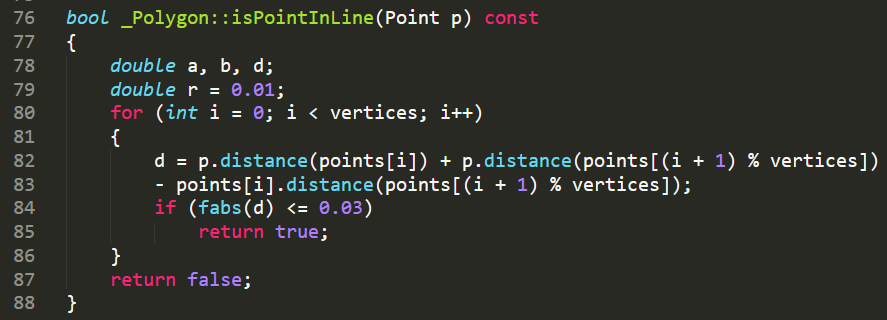 76 bool _Polygon::isPointInLine(Point p) const
77 {
78 double a, b, d;
79 double r = 0.01;
80 for (int i = 0; i < vertices; i++)
81 {
82 d = p.distance(points[i]) + p.distance(points[(i + 1) % vertices])
83 - points[i].distance(points[(i + 1) % vertices]);
84 if (fabs(d) <= 0.03)
85 return true;
86 }
87 return false;
88 }